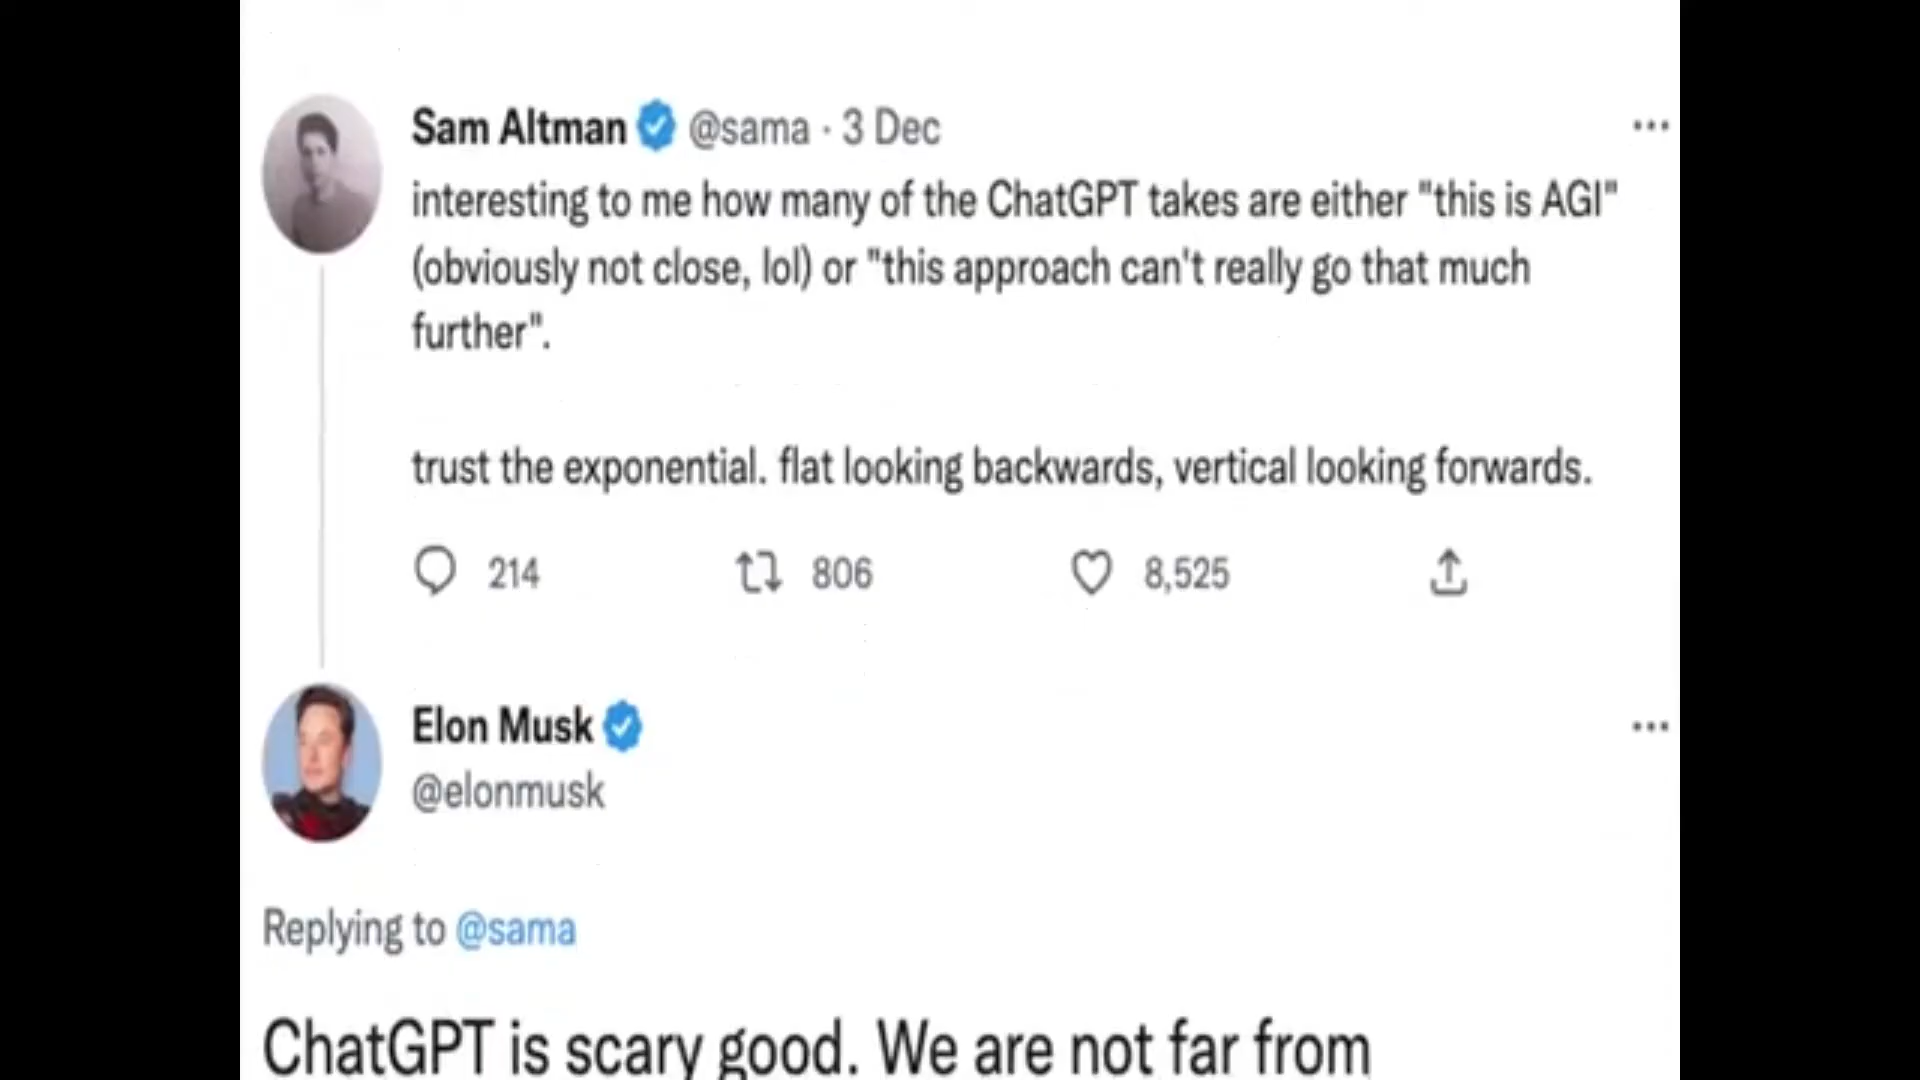 Sam Altman @sama · 3 Dec
interesting to me how many of the ChatGPT takes are either "this is AGI"
(obviously not close, lol) or "this approach can't really go that much
further".
trust the exponential. flat looking backwards, vertical looking forwards.
214 806 8,525
Elon Musk
@elonmusk
Replying to @sama
ChatGPT is scary good. We are not far from